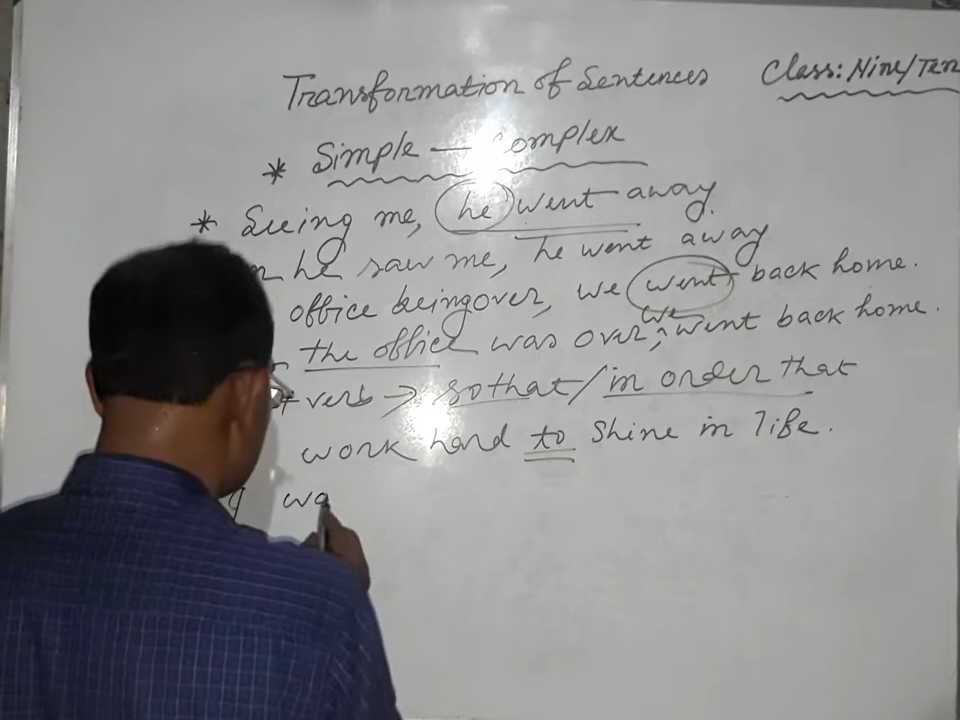 Transformation of Sentences Class: Nine/Ten
* Simple — Complex
* Seeing me, he went away.
he saw me, he went away
office being over, we went back home.
the office was over, we went back home.
+ verb → so that / in order that
work hard to shine in life.